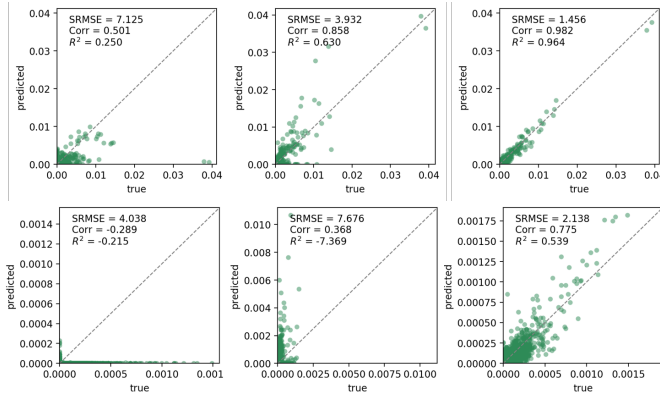 0.04
0.03
0.02
0.01
0.00
predicted
SRMSE = 7.125
Corr = 0.501
R² = 0.250
0.00 0.01 0.02 0.03 0.04
true
0.04
0.03
0.02
0.01
0.00
predicted
SRMSE = 3.932
Corr = 0.858
R² = 0.630
0.00 0.01 0.02 0.03 0.04
true
0.04
0.03
0.02
0.01
0.00
predicted
SRMSE = 1.456
Corr = 0.982
R² = 0.964
0.00 0.01 0.02 0.03 0.04
true
0.0014
0.0012
0.0010
0.0008
0.0006
0.0004
0.0002
0.0000
predicted
SRMSE = 4.038
Corr = -0.289
R² = -0.215
0.0000 0.0005 0.0010 0.0015
true
0.010
0.008
0.006
0.004
0.002
0.000
predicted
SRMSE = 7.676
Corr = 0.368
R² = -7.369
0.0000 0.0025 0.0050 0.0075 0.0100
true
0.00175
0.00150
0.00125
0.00100
0.00075
0.00050
0.00025
0.00000
predicted
SRMSE = 2.138
Corr = 0.775
R² = 0.539
0.0000 0.0005 0.0010 0.0015
true